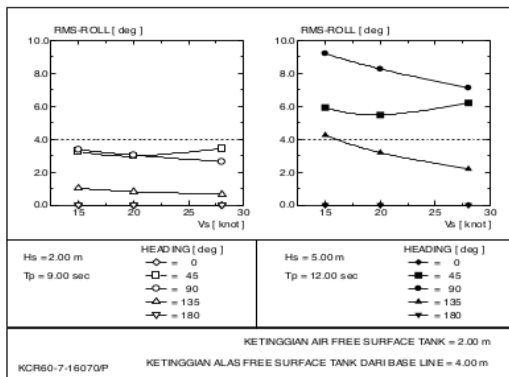 RMS-ROLL [ deg ]
10.0
8.0
6.0
4.0
2.0
0.0
15 20 25 30
Vs [ knot ]
RMS-ROLL [ deg ]
10.0
8.0
6.0
4.0
2.0
0.0
15 20 25 30
Vs [ knot ]
Hs = 2.00 m
Tp = 9.00 sec
HEADING [ deg ]
= 0
= 45
= 90
= 135
= 180
Hs = 5.00 m
Tp = 12.00 sec
HEADING [ deg ]
= 0
= 45
= 90
= 135
= 180
KETINGGIAN AIR FREE SURFACE TANK = 2.00 m
KCR60-7-16070/P KETINGGIAN ALAS FREE SURFACE TANK DARI BASE LINE = 4.00 m